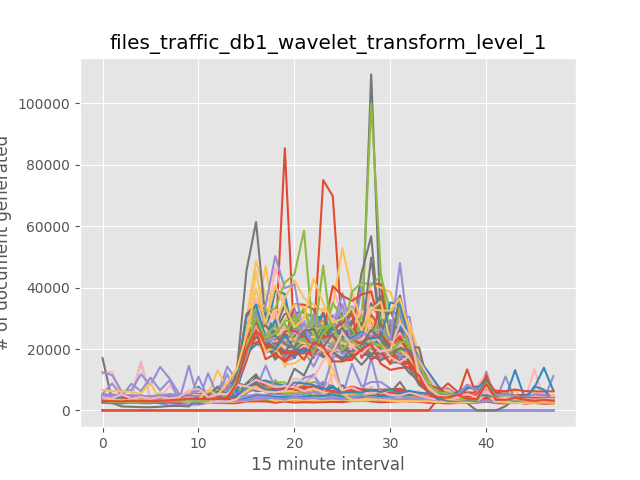 files_traffic_db1_wavelet_transform_level_1
# of document generated
100000
80000
60000
40000
20000
0
0 10 20 30 40
15 minute interval